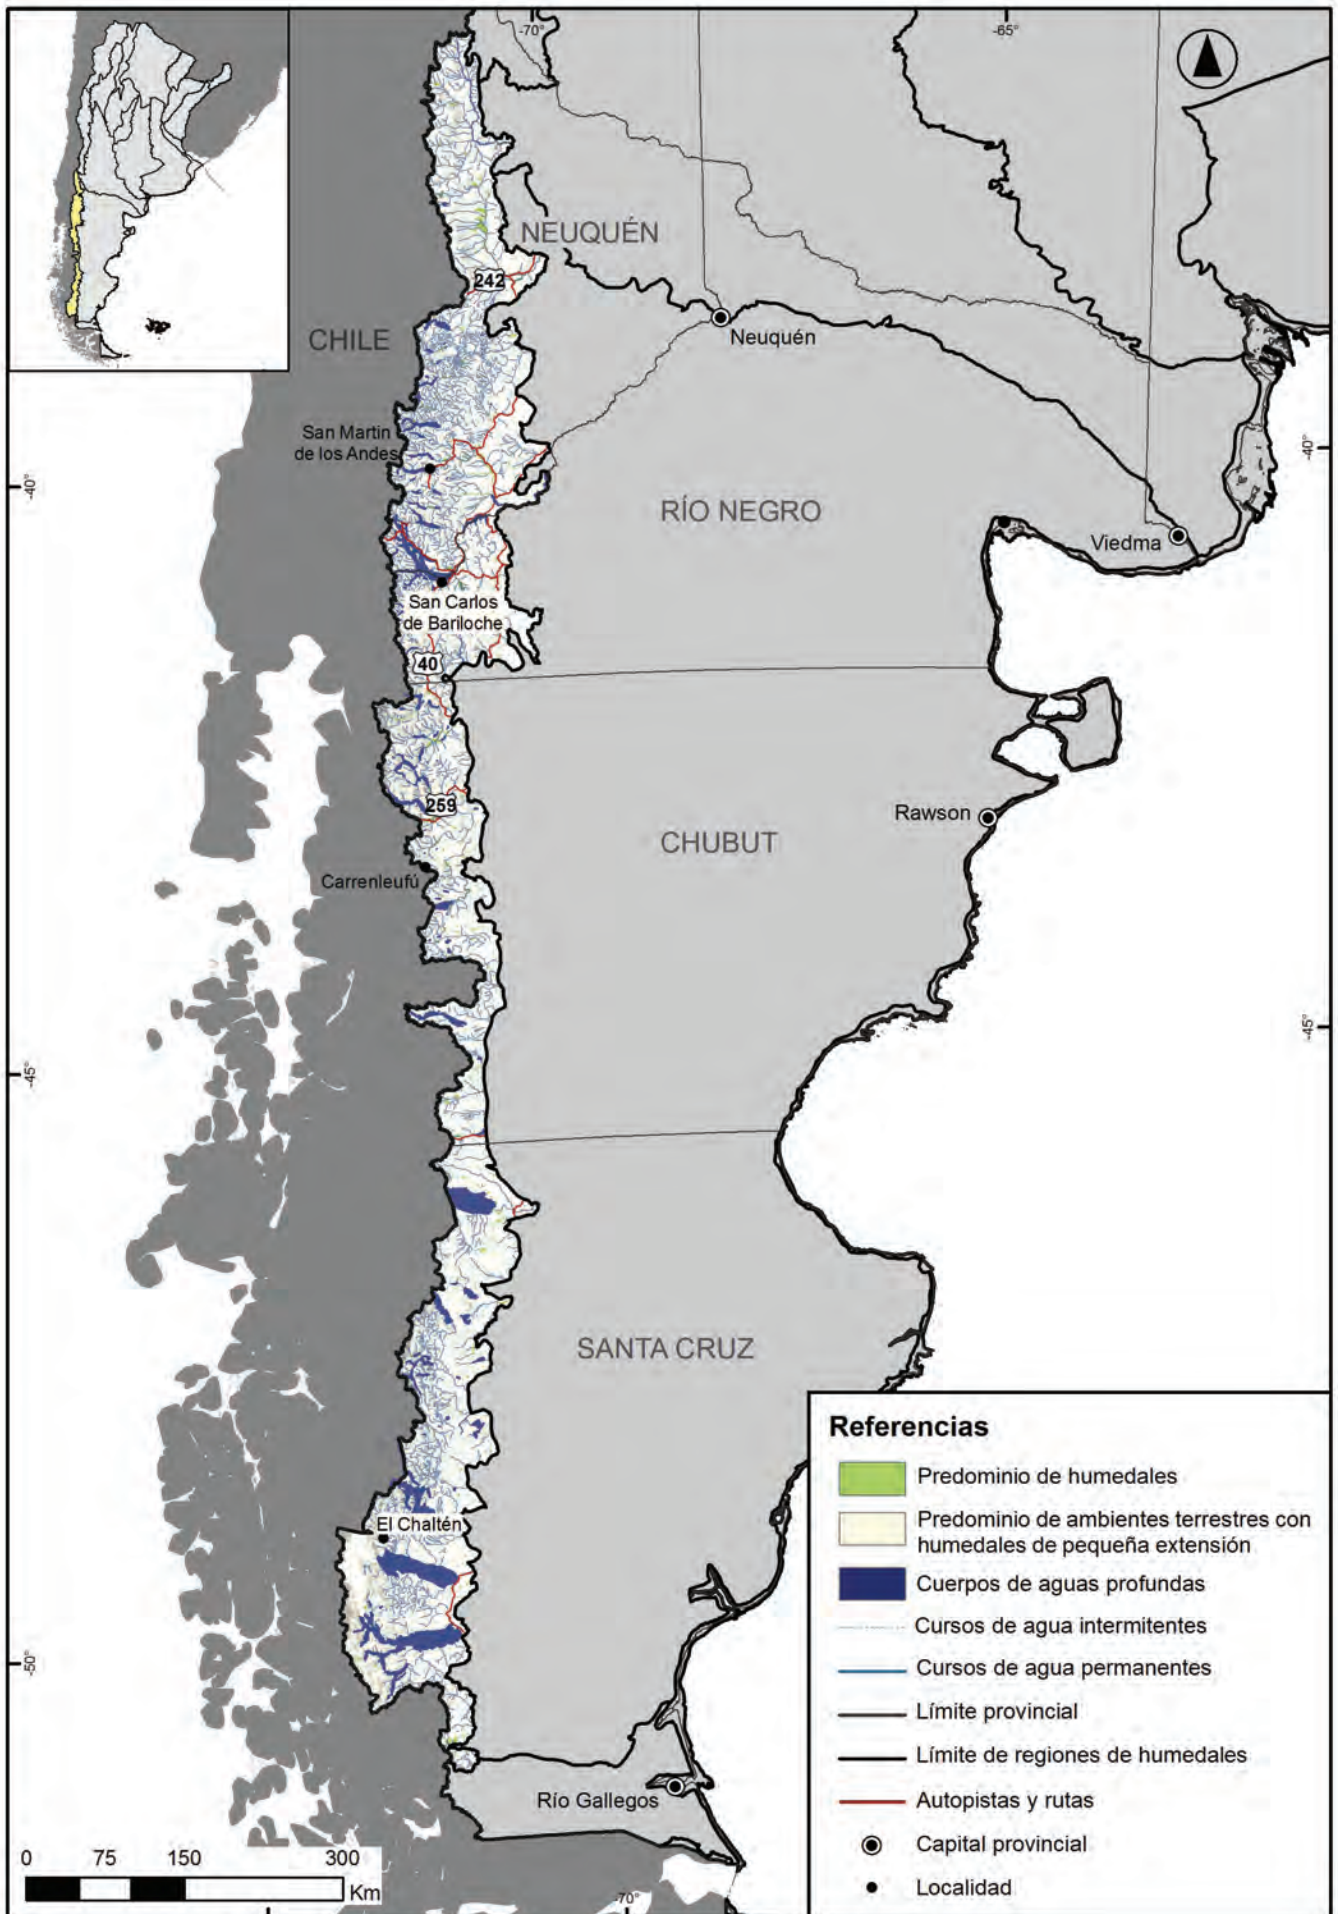 -70°
-65°
NEUQUÉN
242
CHILE
Neuquén
San Martin
de los Andes
-40°
-40°
RÍO NEGRO
Viedma
San Carlos
de Bariloche
40
259
Rawson
CHUBUT
Carrenleufú
-45°
-45°
SANTA CRUZ
El Chaltén
-50°
Río Gallegos
-70°
0 75 150 300
Km
Referencias
Predominio de humedales
Predominio de ambientes terrestres con
humedales de pequeña extensión
Cuerpos de aguas profundas
Cursos de agua intermitentes
Cursos de agua permanentes
Límite provincial
Límite de regiones de humedales
Autopistas y rutas
Capital provincial
Localidad